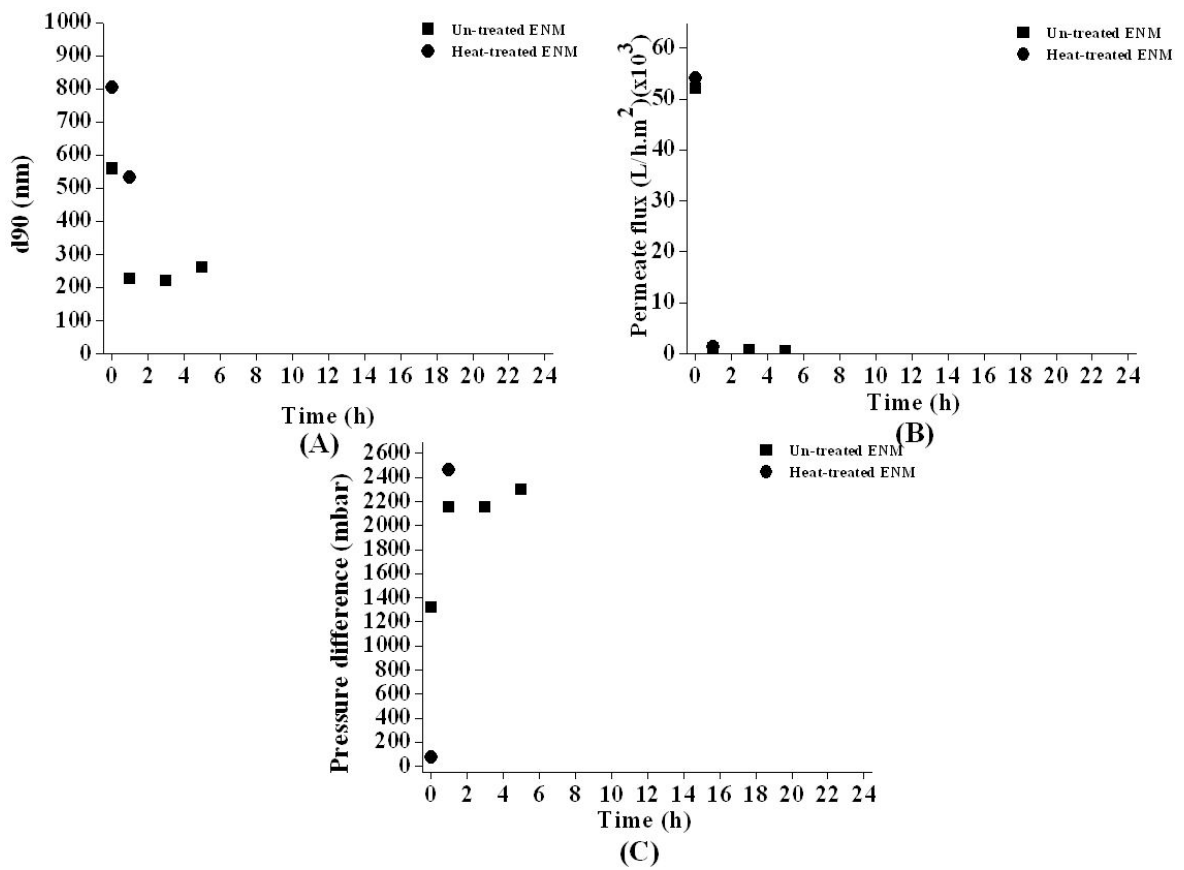 1000
900
800
700
600
500
400
300
200
100
0
d90 (nm)
0 2 4 6 8 10 12 14 16 18 20 22 24
Time (h)
(A)
Un-treated ENM
Heat-treated ENM
60
50
40
30
20
10
0
Permeate flux (L/h.m²)(x10³)
0 2 4 6 8 10 12 14 16 18 20 22 24
Time (h)
(B)
Un-treated ENM
Heat-treated ENM
2600
2400
2200
2000
1800
1600
1400
1200
1000
800
600
400
200
0
Pressure difference (mbar)
0 2 4 6 8 10 12 14 16 18 20 22 24
Time (h)
(C)
Un-treated ENM
Heat-treated ENM